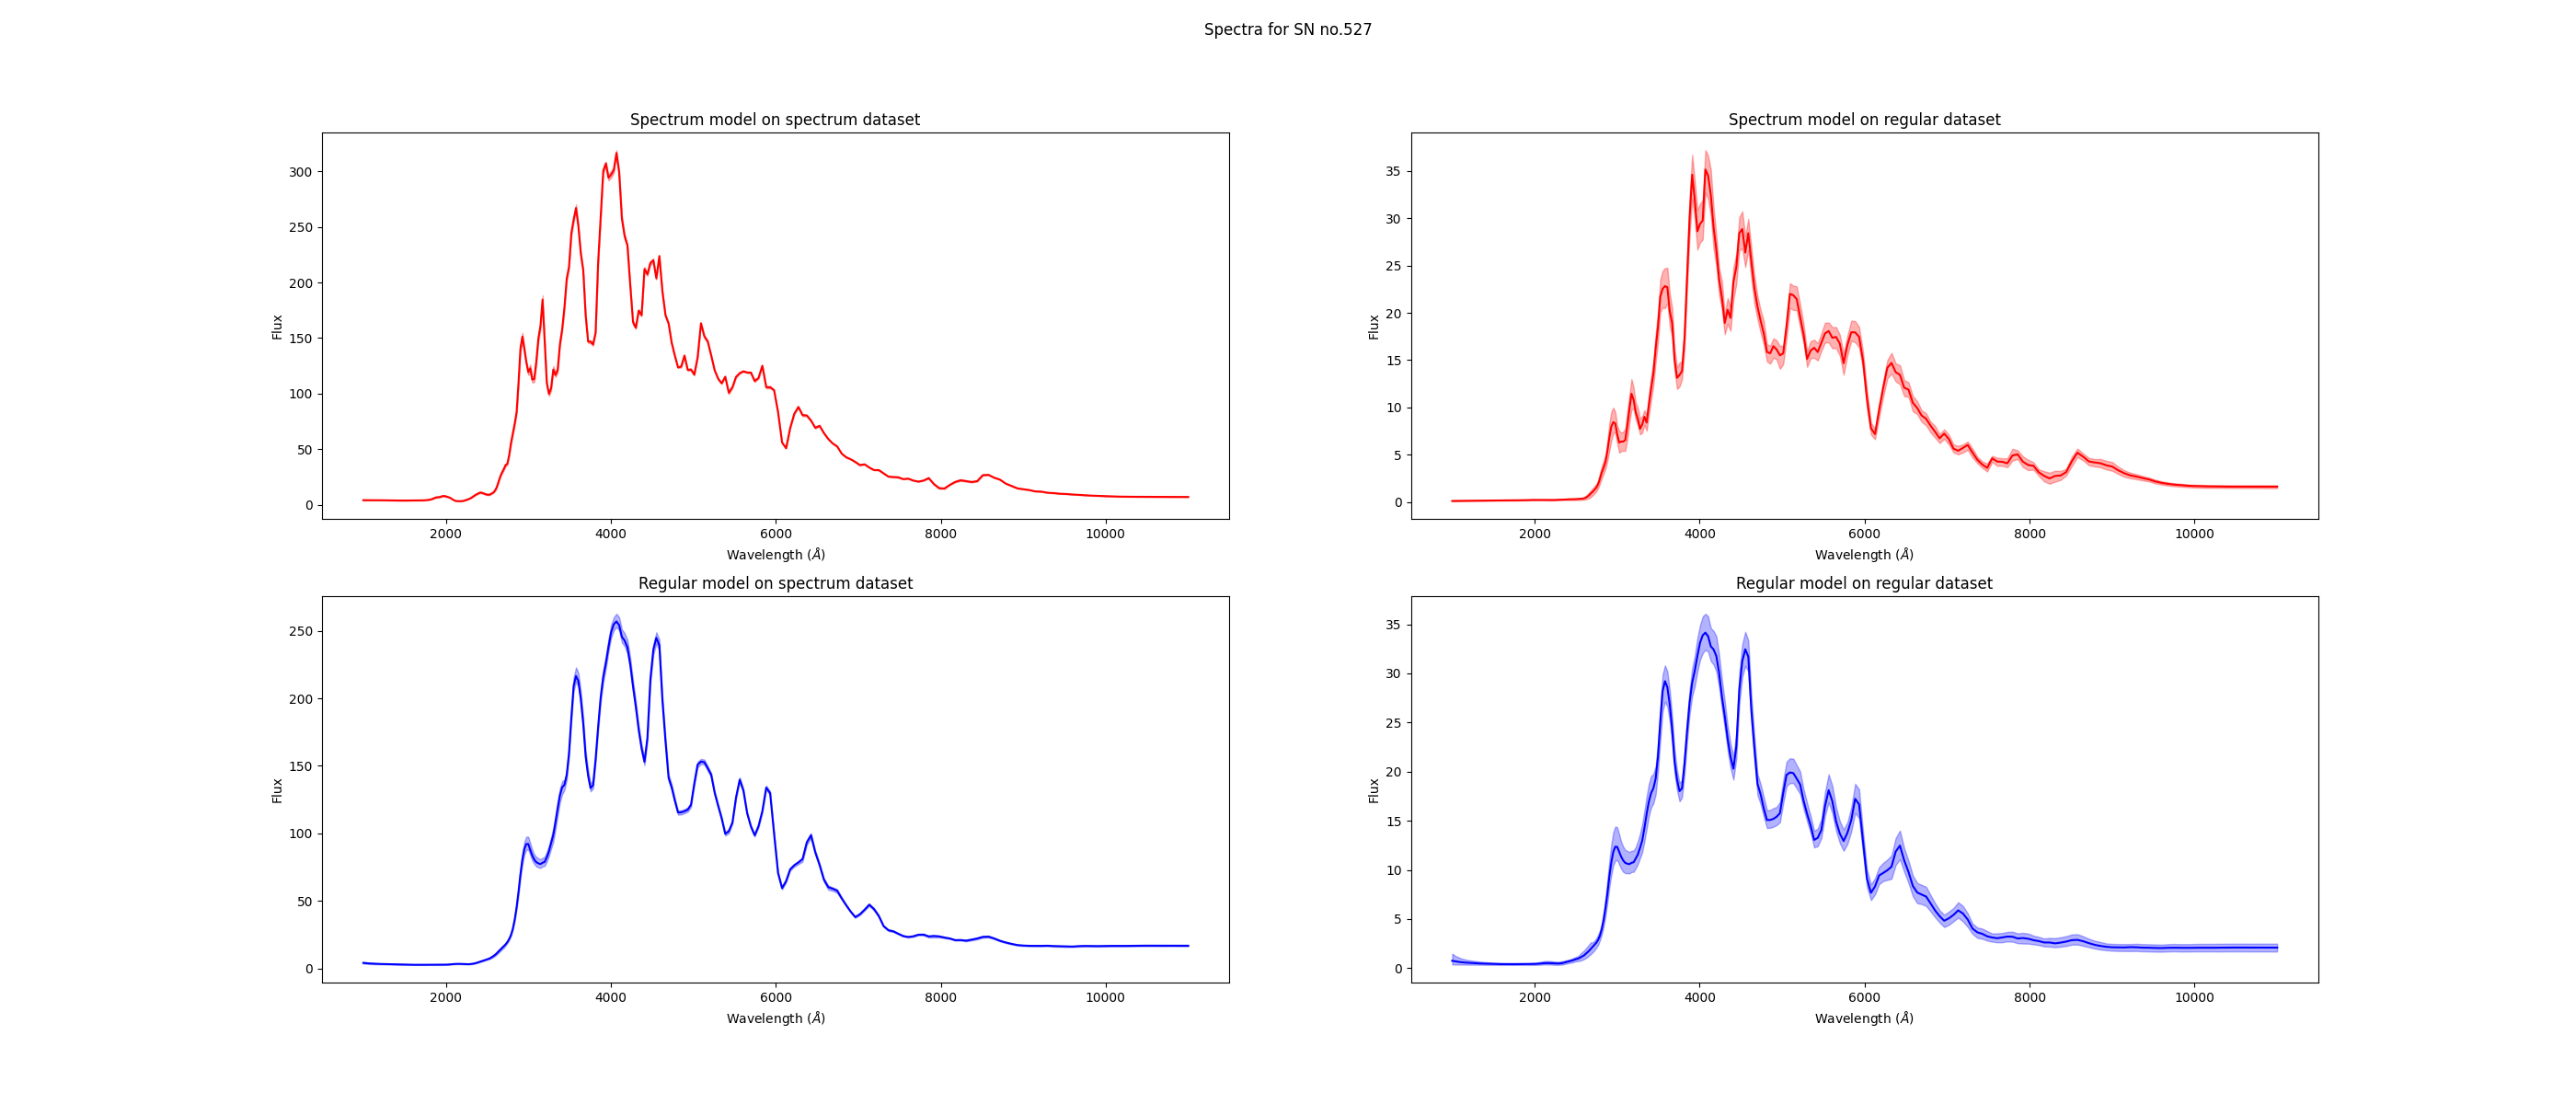 Spectra for SN no.527
Spectrum model on spectrum dataset
300
250
200
150
100
50
0
Flux
2000 4000 6000 8000 10000
Wavelength (Å)
Spectrum model on regular dataset
35
30
25
20
15
10
5
0
Flux
2000 4000 6000 8000 10000
Wavelength (Å)
Regular model on spectrum dataset
250
200
150
100
50
0
Flux
2000 4000 6000 8000 10000
Wavelength (Å)
Regular model on regular dataset
35
30
25
20
15
10
5
0
Flux
2000 4000 6000 8000 10000
Wavelength (Å)